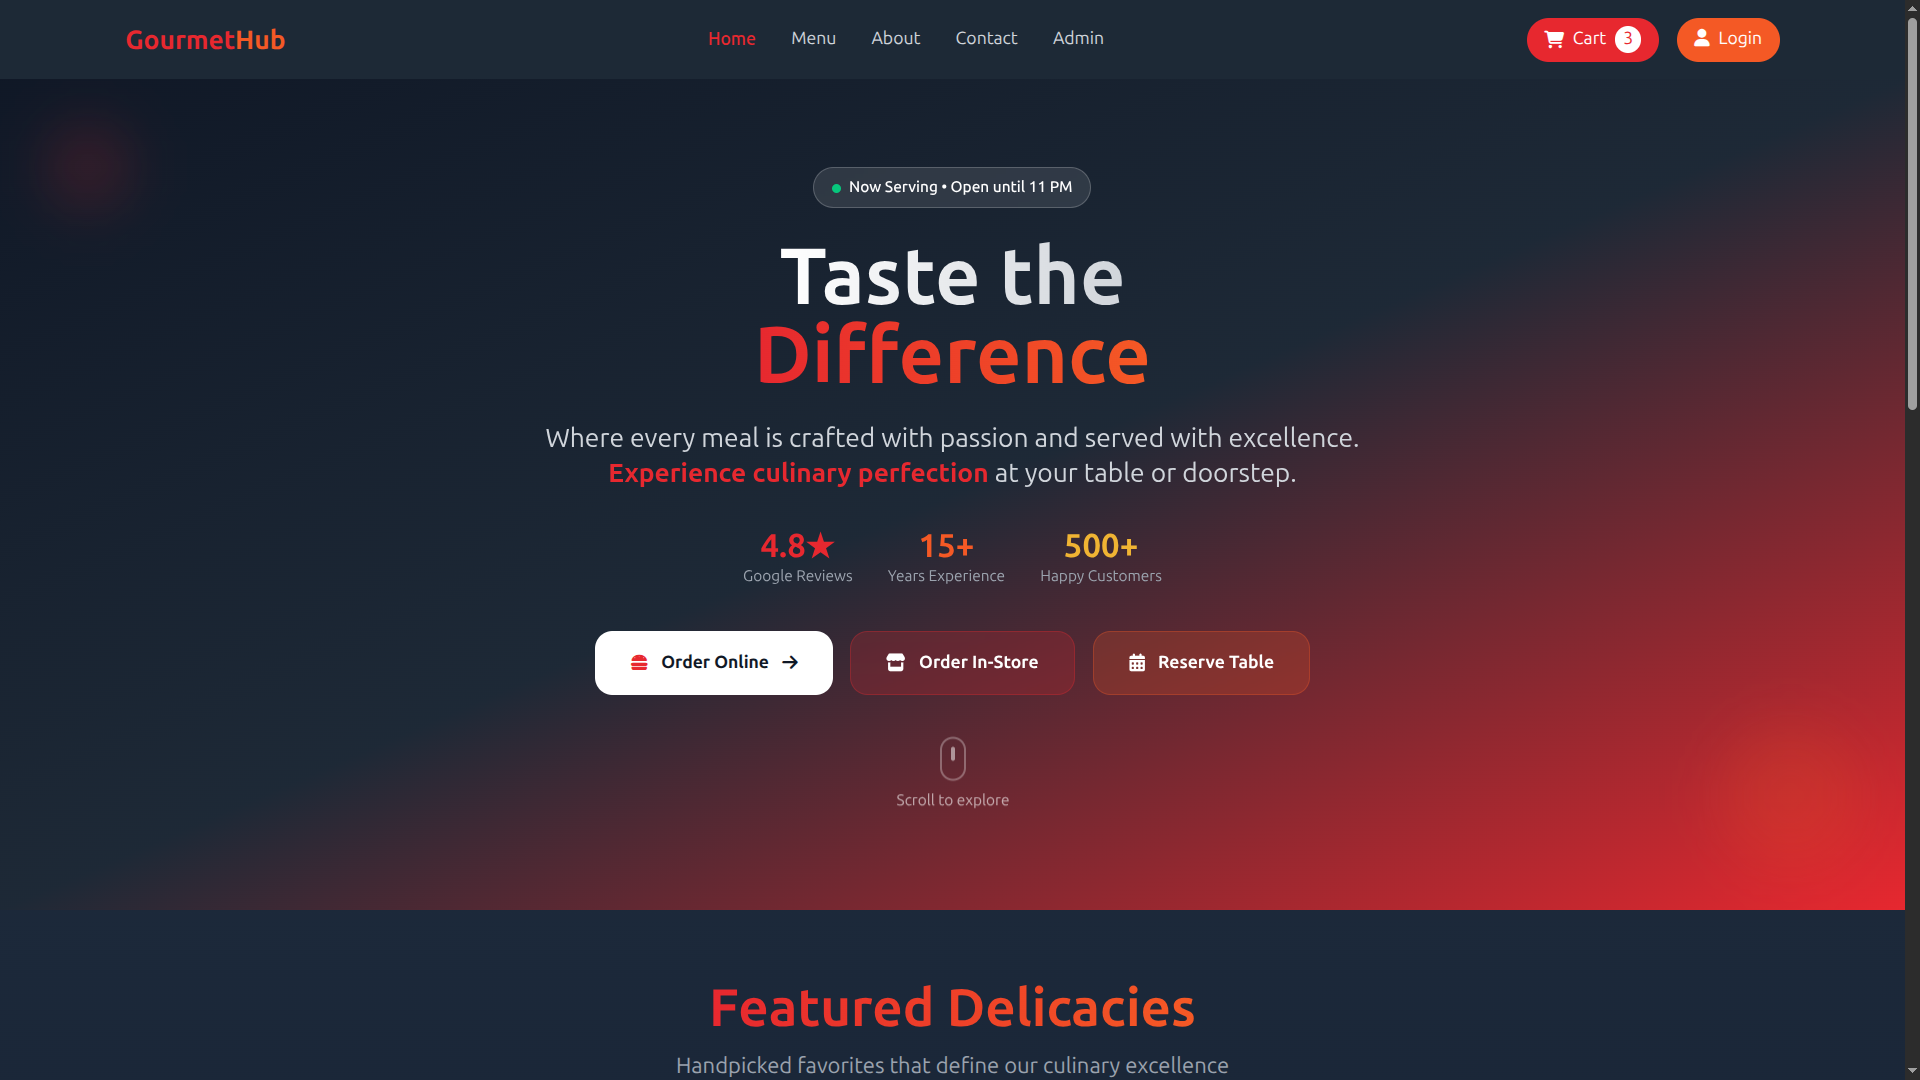 GourmetHub
Home Menu About Contact Admin
Cart 3
Login
Now Serving • Open until 11 PM
Taste the
Difference
Where every meal is crafted with passion and served with excellence.
Experience culinary perfection at your table or doorstep.
4.8★ 15+ 500+
Google Reviews Years Experience Happy Customers
Order Online → Order In-Store Reserve Table
Scroll to explore
Featured Delicacies
Handpicked favorites that define our culinary excellence